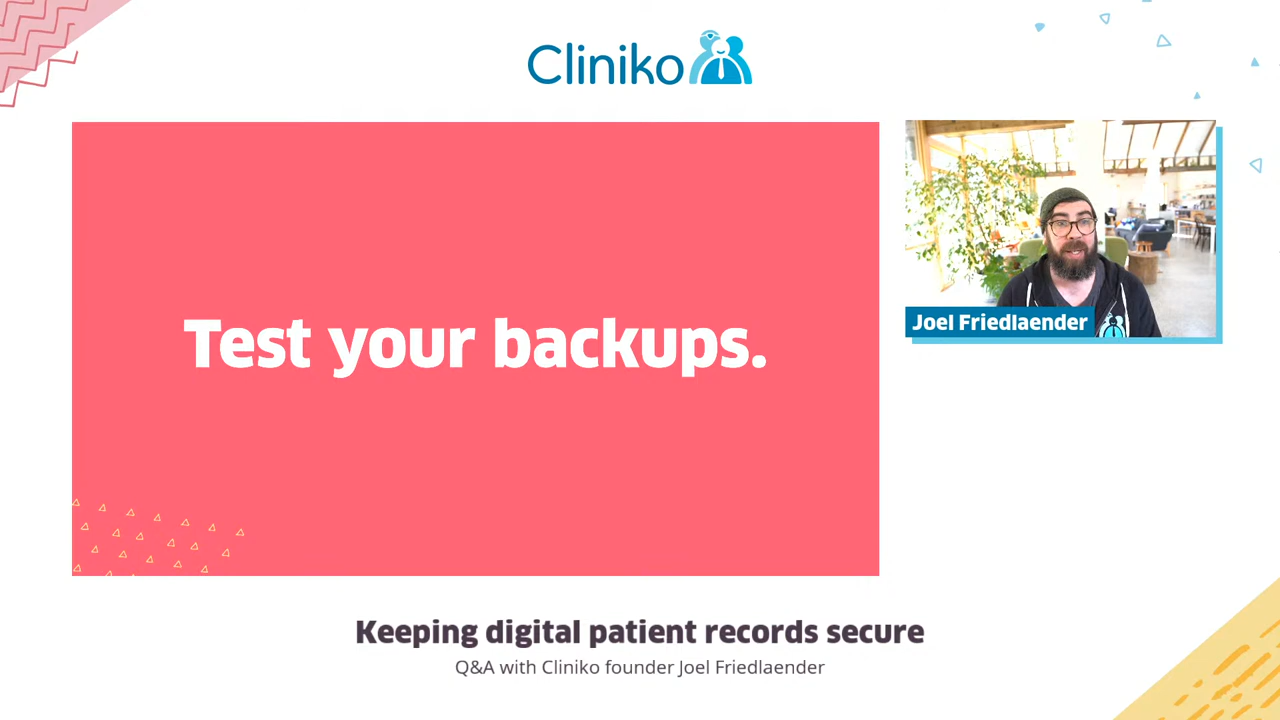 Cliniko
Test your backups.
Joel Friedlaender
Keeping digital patient records secure
Q&A with Cliniko founder Joel Friedlaender